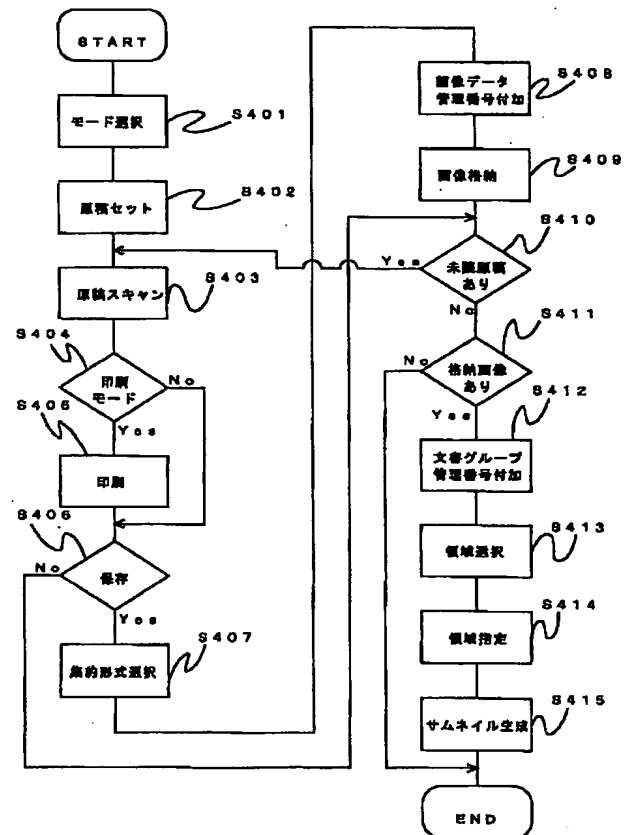 START
モード選択
S401
原稿セット
S402
原稿スキャン
S403
S404
印刷
モード
No
Yes
S405
印刷
S406
No
保存
Yes
集約形式選択
S407
画像データ
管理番号付加
S408
画像格納
S409
Yes
未読原稿
あり
S410
No
No
格納画像
あり
S411
Yes
文書グループ
管理番号付加
S412
領域選択
S413
領域指定
S414
サムネイル生成
S415
END